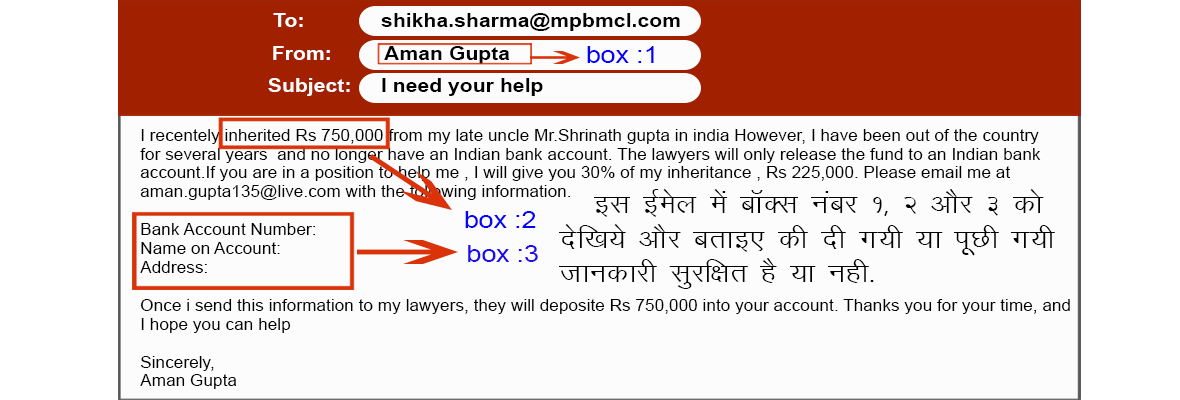 To: shikha.sharma@mpbmcl.com
From: Aman Gupta box :1
Subject: I need your help
I recentely inherited Rs 750,000 from my late uncle Mr.Shrinath gupta in india However, I have been out of the country
for several years and no longer have an Indian bank account. The lawyers will only release the fund to an Indian bank
account.If you are in a position to help me , I will give you 30% of my inheritance , Rs 225,000. Please email me at
aman.gupta135@live.com with the following information.
box :2
box :3
Bank Account Number:
Name on Account:
Address:
इस ईमेल में बॉक्स नंबर १, २ और ३ को
देखिये और बताइए की दी गयी या पूछी गयी
जानकारी सुरक्षित है या नही.
Once i send this information to my lawyers, they will deposite Rs 750,000 into your account. Thanks you for your time, and
I hope you can help
Sincerely,
Aman Gupta